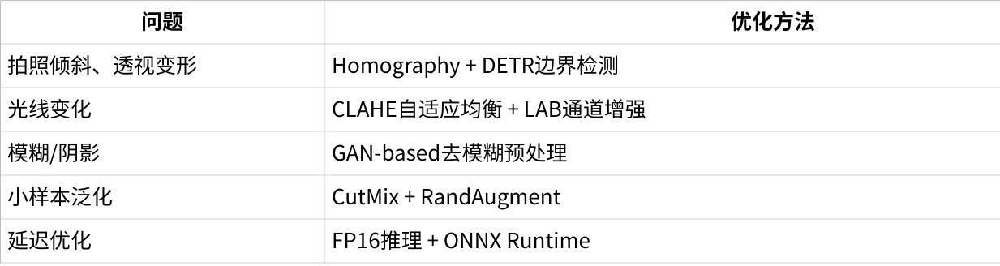 问题 优化方法
拍照倾斜、透视变形 Homography + DETR边界检测
光线变化 CLAHE自适应均衡 + LAB通道增强
模糊/阴影 GAN-based去模糊预处理
小样本泛化 CutMix + RandAugment
延迟优化 FP16推理 + ONNX Runtime